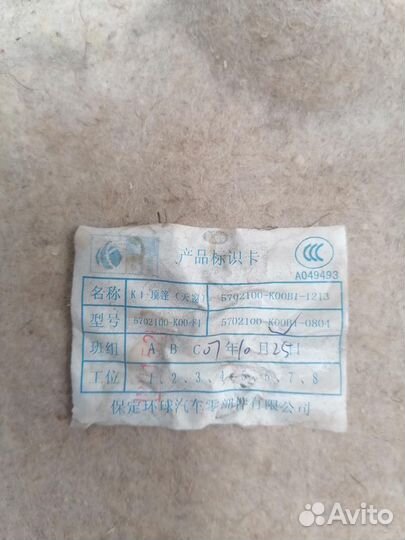 产品标识卡
CCC
A049493
名称 K1-顶篷(天窗) 5702100-K00B1-1213
型号 5702100-K00-F1 5702100-K00B1-0804
班组 A B C 07年10月25日
工位 1、2、3、4、5、6、7、8
保定环球汽车零部件有限公司
Avito